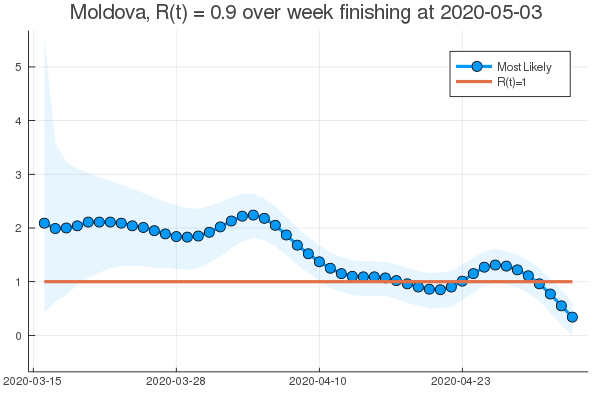 Moldova, R(t) = 0.9 over week finishing at 2020-05-03
Most Likely
R(t)=1
5
4
3
2
1
0
2020-03-15 2020-03-28 2020-04-10 2020-04-23